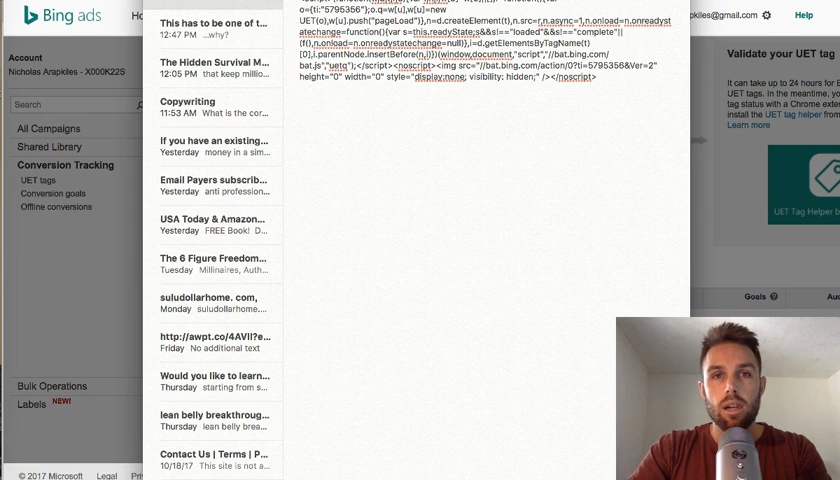 Bing ads
Ho
Account
Nicholas Arapkiles - X000K22S
Search
All Campaigns
Shared Library
Conversion Tracking
UET tags
Conversion goals
Offline conversions
Bulk Operations
Labels NEW!
© 2017 Microsoft Legal Priv
This has to be one of t...
12:47 PM ...why?
The Hidden Survival M...
12:05 PM that keep millio...
Copywriting
11:53 AM What is the cor...
If you have an existing...
Yesterday money in a sim...
Email Payers subscrib...
Yesterday anti profession...
USA Today & Amazon...
Yesterday FREE Book! D...
The 6 Figure Freedom...
Tuesday Millinaires, Auth...
suludollarhome. com,
Monday suludollarhome....
http://awpt.co/4AVlI?e...
Friday No additional text
Would you like to learn...
Thursday starting from s...
lean belly breakthroug...
Thursday lean belly brea...
Contact Us | Terms | P...
10/18/17 This site is not a...
o={ti:"5795356"};o.q=w[u],w[u]=new
UET(o),w[u].push("pageLoad")},n=d.createElement(t),n.src=r,n.async=1,n.onload=n.onreadyst
atechange=function(){var s=this.readyState;s&&s!=="loaded"&&s!=="complete"||
(f(),n.onload=n.onreadystatechange=null)},i=d.getElementsByTagName(t)
[0],i.parentNode.insertBefore(n,i)})(window,document,"script","//bat.bing.com/
bat.js","uetq");</script><noscript><img src="//bat.bing.com/action/0?ti=5795356&Ver=2"
height="0" width="0" style="display:none; visibility: hidden;" /></noscript>
pkiles@gmail.com
Help
Validate your UET tag
It can take up to 24 hours for B
UET tags. In the meantime, yo
tag status with a Chrome exten
install the UET tag helper from
Learn more
UET Tag Helper b
Goals
Au